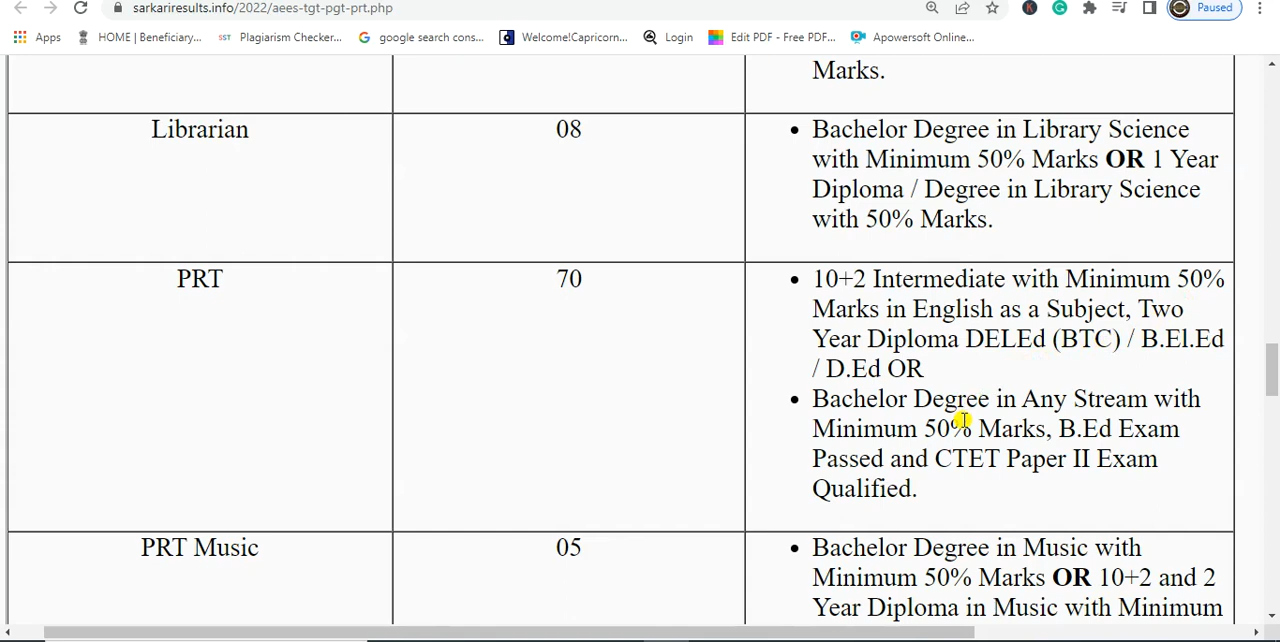 sarkariresults.info/2022/aees-tgt-pgt-prt.php
K
G
Paused
Apps
HOME | Beneficiary...
SST
Plagiarism Checker...
G
google search cons...
Welcome!Capricorn...
Login
Edit PDF - Free PDF...
Apowersoft Online...
Marks.
Librarian
08
• Bachelor Degree in Library Science
with Minimum 50% Marks OR 1 Year
Diploma / Degree in Library Science
with 50% Marks.
PRT
70
• 10+2 Intermediate with Minimum 50%
Marks in English as a Subject, Two
Year Diploma DELEd (BTC) / B.El.Ed
/ D.Ed OR
• Bachelor Degree in Any Stream with
Minimum 50% Marks, B.Ed Exam
Passed and CTET Paper II Exam
Qualified.
PRT Music
05
• Bachelor Degree in Music with
Minimum 50% Marks OR 10+2 and 2
Year Diploma in Music with Minimum